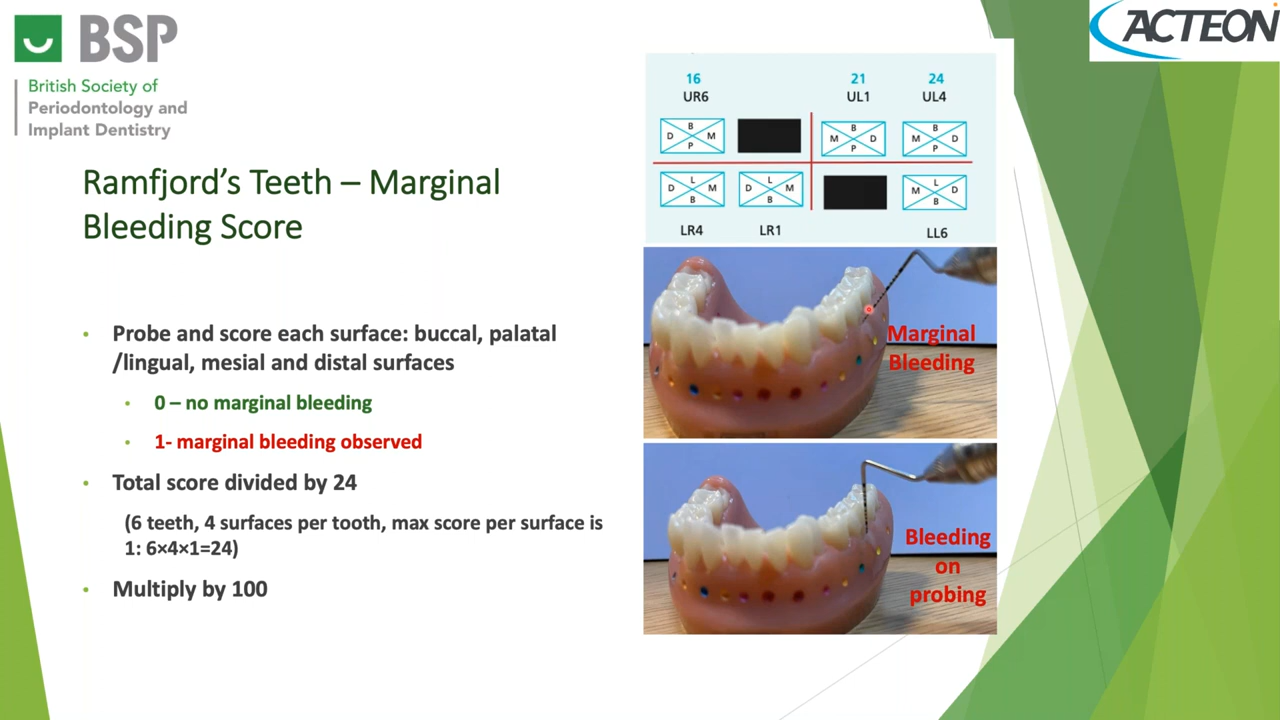 BSP
British Society of
Periodontology and
Implant Dentistry
ACTEON
Ramfjord's Teeth – Marginal
Bleeding Score
Probe and score each surface: buccal, palatal
/lingual, mesial and distal surfaces
0 – no marginal bleeding
1- marginal bleeding observed
Total score divided by 24
(6 teeth, 4 surfaces per tooth, max score per surface is
1: 6×4×1=24)
Multiply by 100
16 21 24
UR6 UL1 UL4
B B B
D M M D M D
P P P
L L L
D M D M M D
B B B
LR4 LR1 LL6
Marginal
Bleeding
Bleeding
on
probing